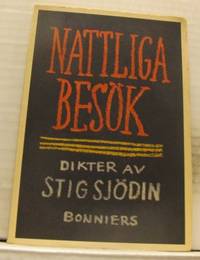 NATTLIGA
BESÖK
DIKTER AV
STIG SJÖDIN
BONNIERS